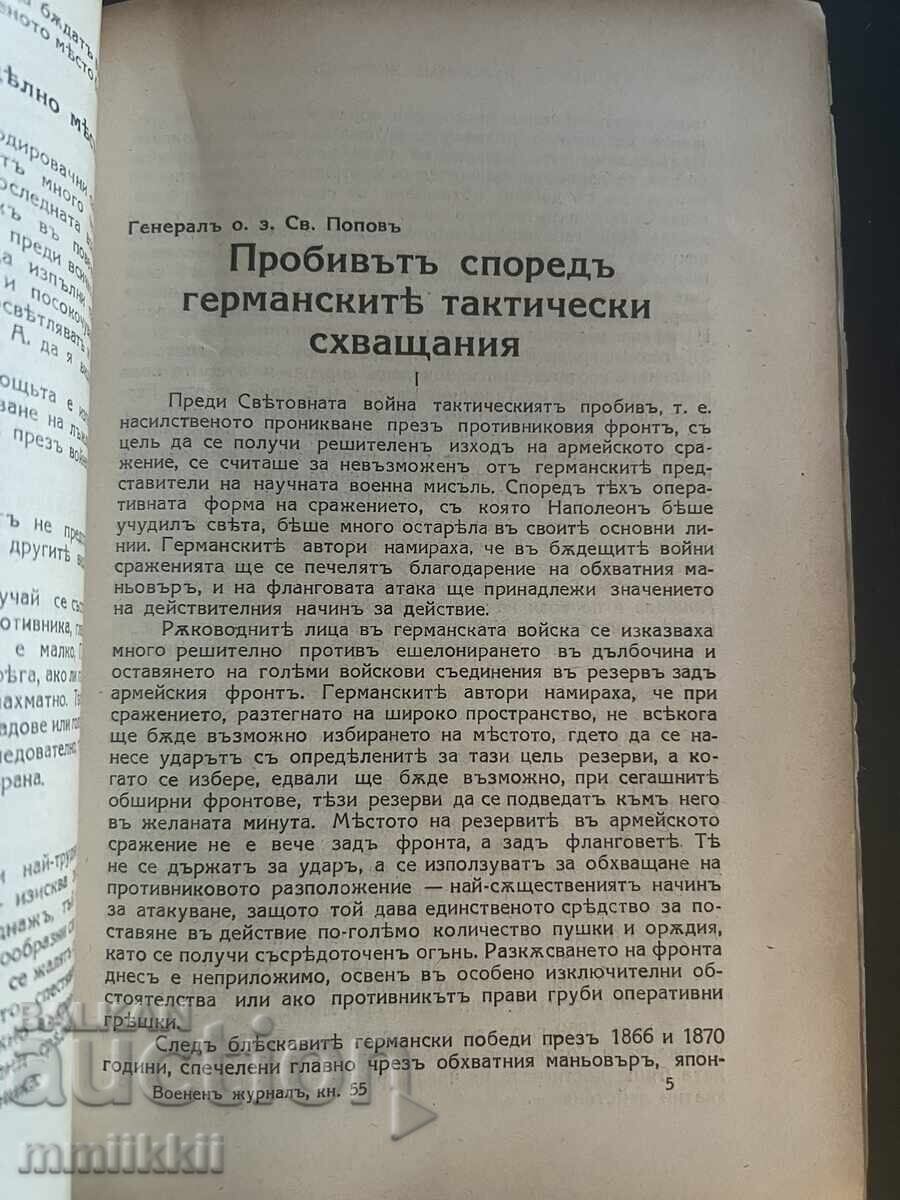 Генералъ о. з. Св. Поповъ
Пробивътъ споредъ
германскитѣ тактически
схващания
I
Преди Свѣтовната война тактическиятъ пробив, т. е.
насилственото проникване презъ противниковия фронтъ, съ
цель да се получи решителенъ изходъ на армейското сра-
жение, се считаше за невъзможенъ отъ германскитѣ пред-
ставители на научната военна мисъль. Споредъ тѣхъ опера-
тивната форма на сражението, съ която Наполеонъ бѣше
учудилъ свѣта, бѣше много остарѣла въ своитѣ основни ли-
нии. Германскитѣ автори намираха, че въ бѫдещитѣ войни
сраженията ще се печелятъ благодарение на обхватния ма-
ньовъръ, и на фланговата атака ще принадлежи значението
на действителния начинъ за действие.
Рѫководнитѣ лица въ германската войска се изказваха
много решително противъ ешелонирането въ дълбочина и
оставянето на голѣми войскови съединения въ резервъ задъ
армейския фронтъ. Германскитѣ автори намираха, че при
сражението, разтегнато на широко пространство, не всѣкога
ще бѫде възможно избирането на мѣстото, гдето да се на-
несе ударътъ съ опредѣленитѣ за тази цель резерви, а ко-
гато се избере, едвали ще бѫде възможно, при сегашнитѣ
обширни фронтове, тѣзи резерви да се подведатъ къмъ него
въ желаната минута. Мѣстото на резервитѣ въ армейското
сражение не е вече задъ фронта, а задъ фланговетѣ. Тѣ
не се държатъ за ударъ, а се използуватъ за обхващане на
противниковото разположение — най-сѫществениятъ начинъ
за атакуване, защото той дава единственото срѣдство за по-
ставяне въ действие по-голѣмо количество пушки и орѫдия,
като се получи съсрѣдоточенъ огънь. Разкѫсването на фронта
днесъ е неприложимо, освенъ въ особено изключителни об-
стоятелства или ако противникътъ прави груби оперативни
грѣшки.
Следъ блѣскавитѣ германски победи презъ 1866 и 1870
години, спечелени главно чрезъ обхватния маньовъръ, япон-
Военен журналъ, кн. 55
5
BALKAN
auction
mmiikkii